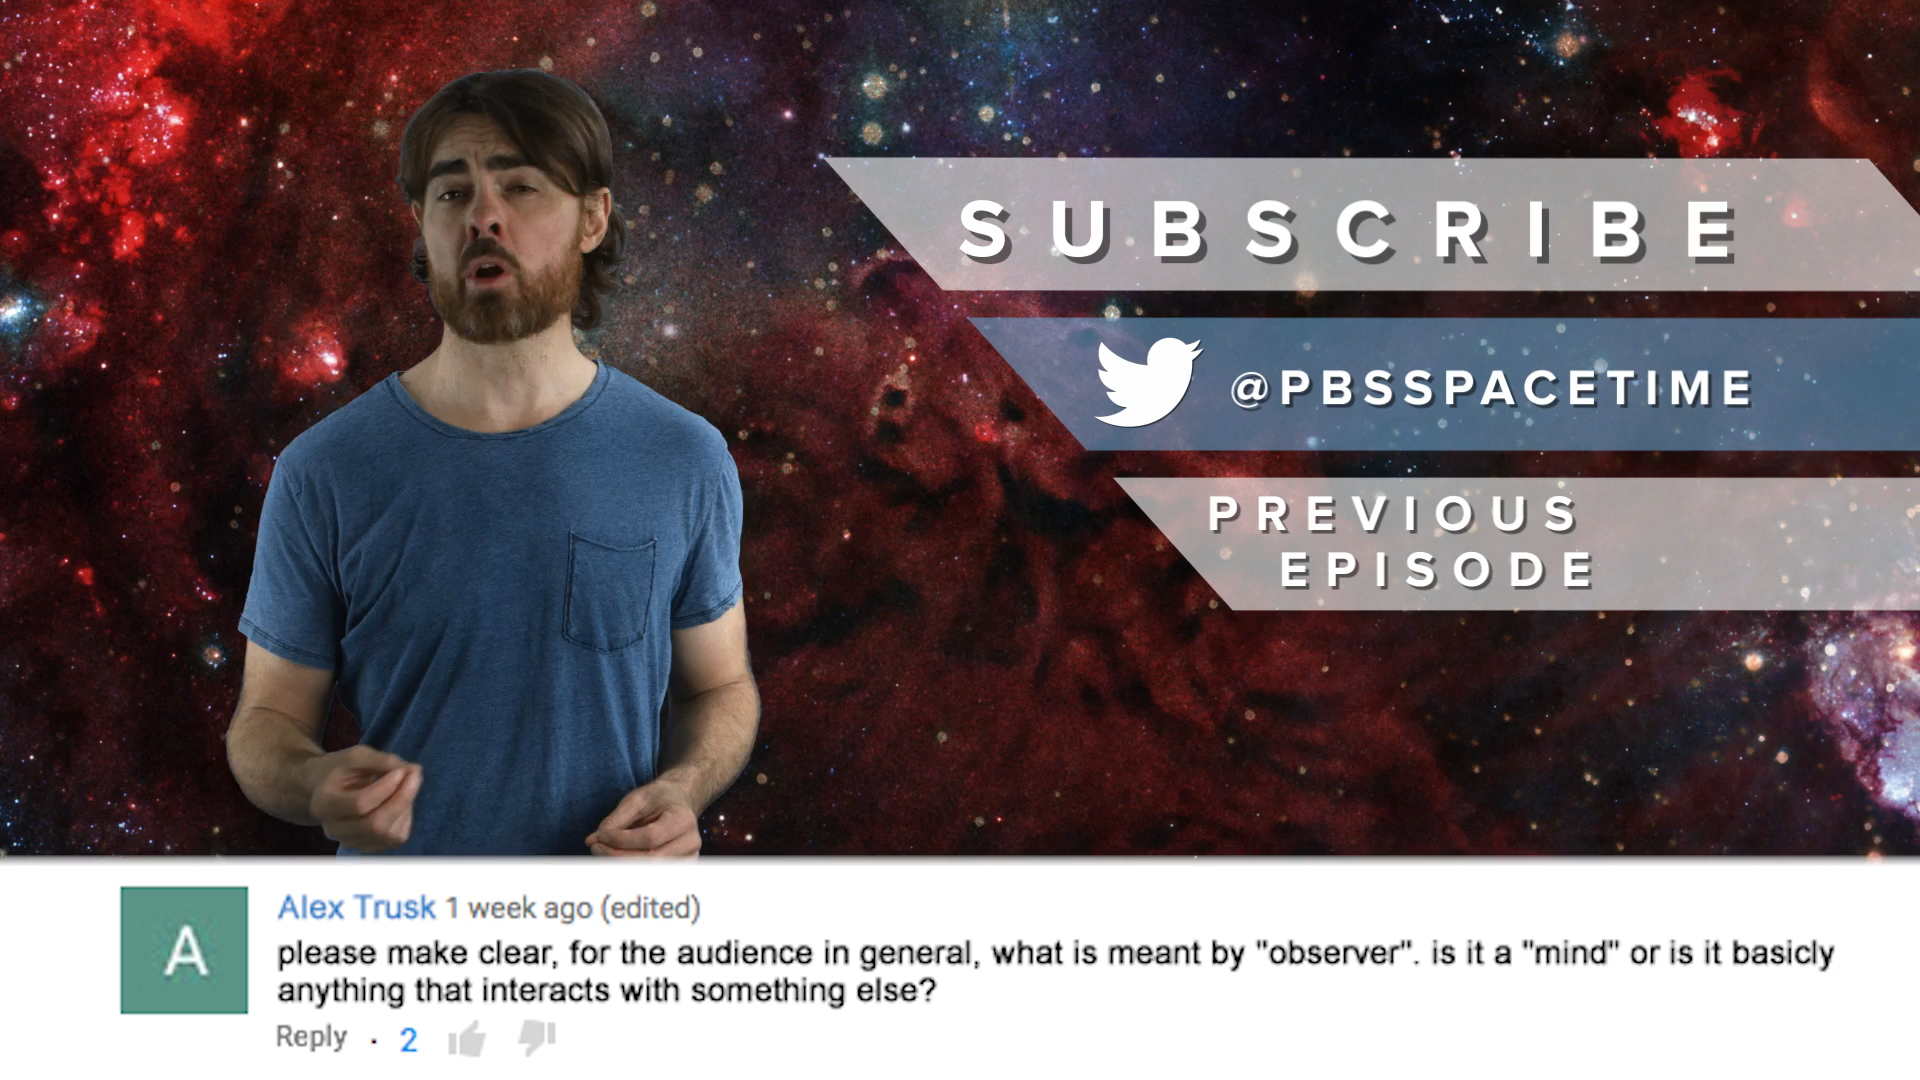 SUBSCRIBE
@PBSSPACETIME
PREVIOUS
EPISODE
A
Alex Trusk 1 week ago (edited)
please make clear, for the audience in general, what is meant by "observer". is it a "mind" or is it basicly
anything that interacts with something else?
Reply · 2